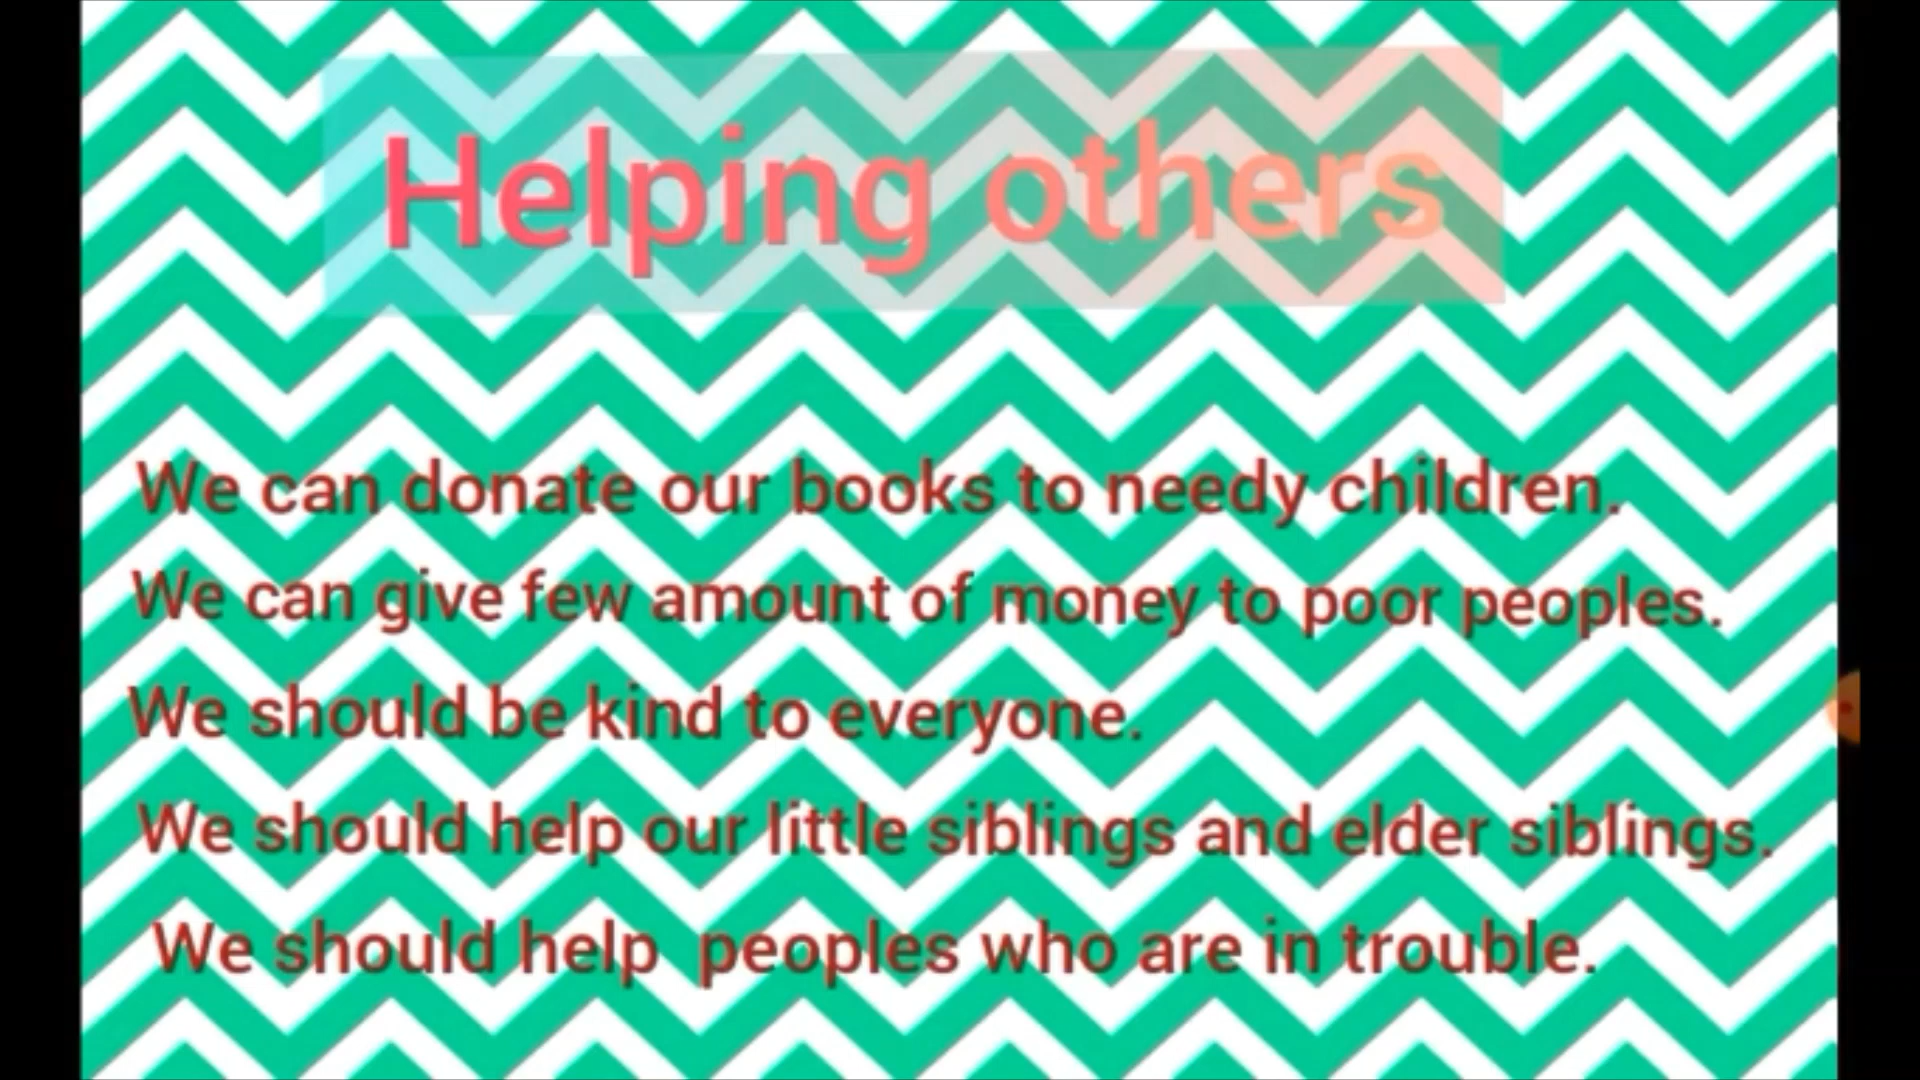 Helping others
We can donate our books to needy children.
We can give few amount of money to poor peoples.
We should be kind to everyone.
We should help our little siblings and elder siblings.
We should help peoples who are in trouble.